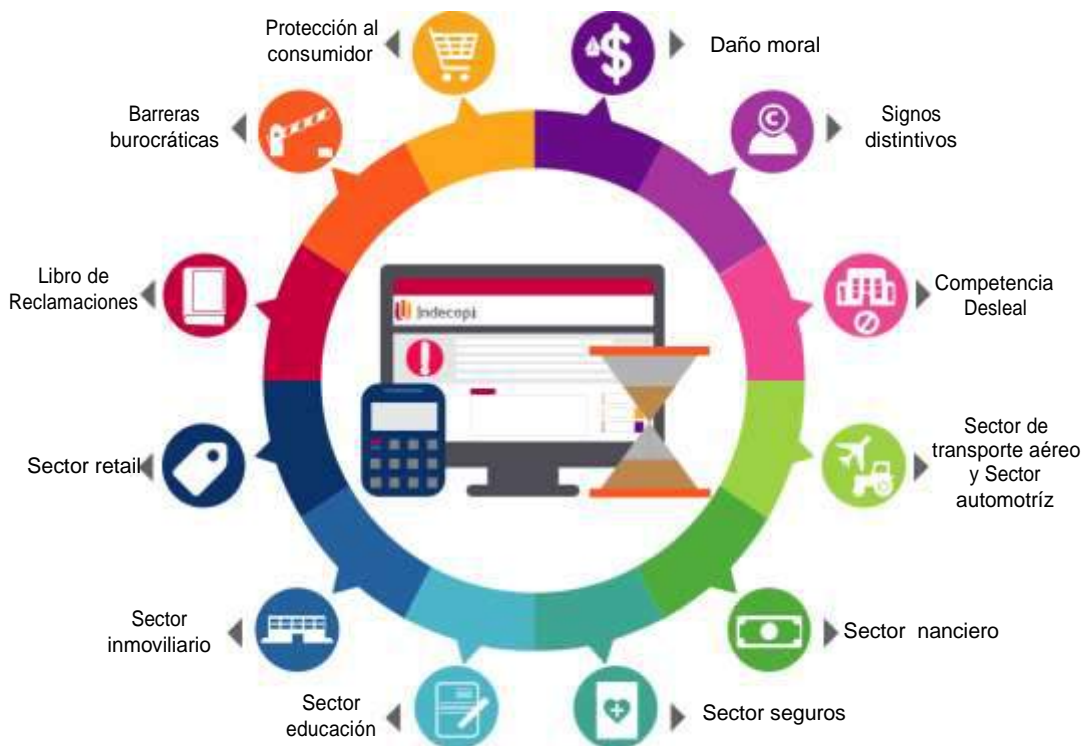 Protección al
consumidor
Daño moral
Barreras
burocráticas
Signos
distintivos
Libro de
Reclamaciones
Competencia
Desleal
Indecopi
Sector retail
Sector de
transporte aéreo
y Sector
automotríz
Sector
inmoviliario
Sector nanciero
Sector
educación
Sector seguros